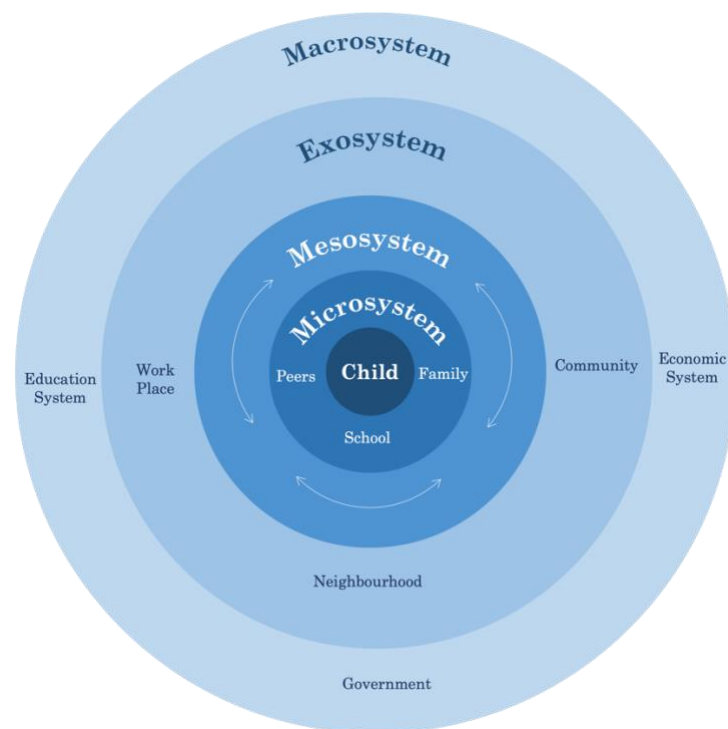 Macrosystem
Exosystem
Mesosystem
Microsystem
Peers
Child
Family
School
Work
Place
Community
Education
System
Economic
System
Neighbourhood
Government